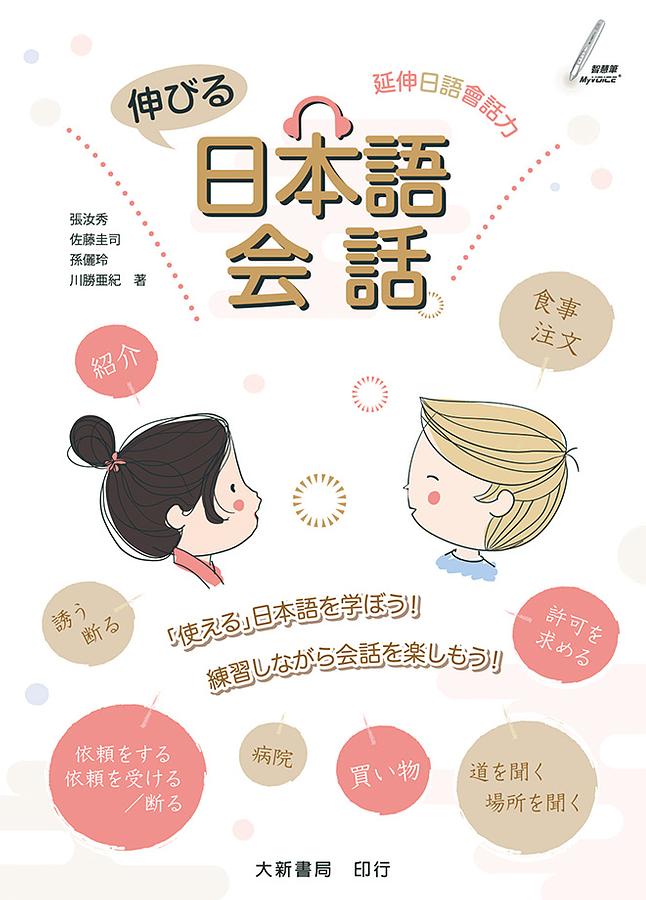 智慧筆
MyVOICE®
伸びる
延伸日語會話力
日本語
会話
張汝秀
佐藤圭司
孫儷玲
川勝亜紀 著
食事
注文
紹介
誘う
断る
「使える」日本語を学ぼう！
練習しながら会話を楽しもう！
許可を
求める
依頼をする
依頼を受ける
／断る
病院
買い物
道を聞く
場所を聞く
大新書局 印行